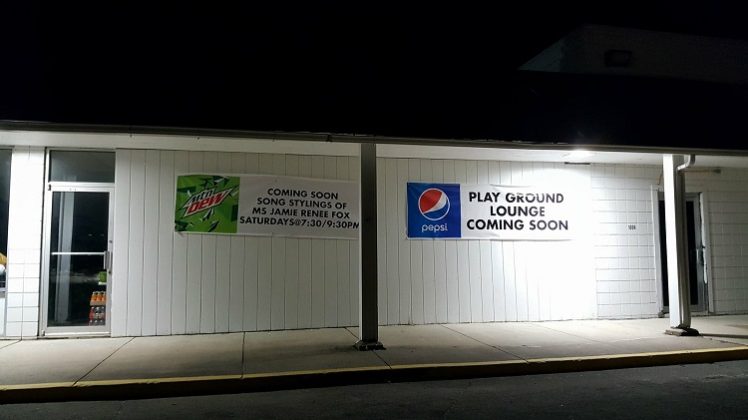 MTN
DEW
COMING SOON
SONG STYLINGS OF
MS JAMIE RENEE FOX
SATURDAYS@7:30/9:30PM
pepsi
PLAY GROUND
LOUNGE
COMING SOON